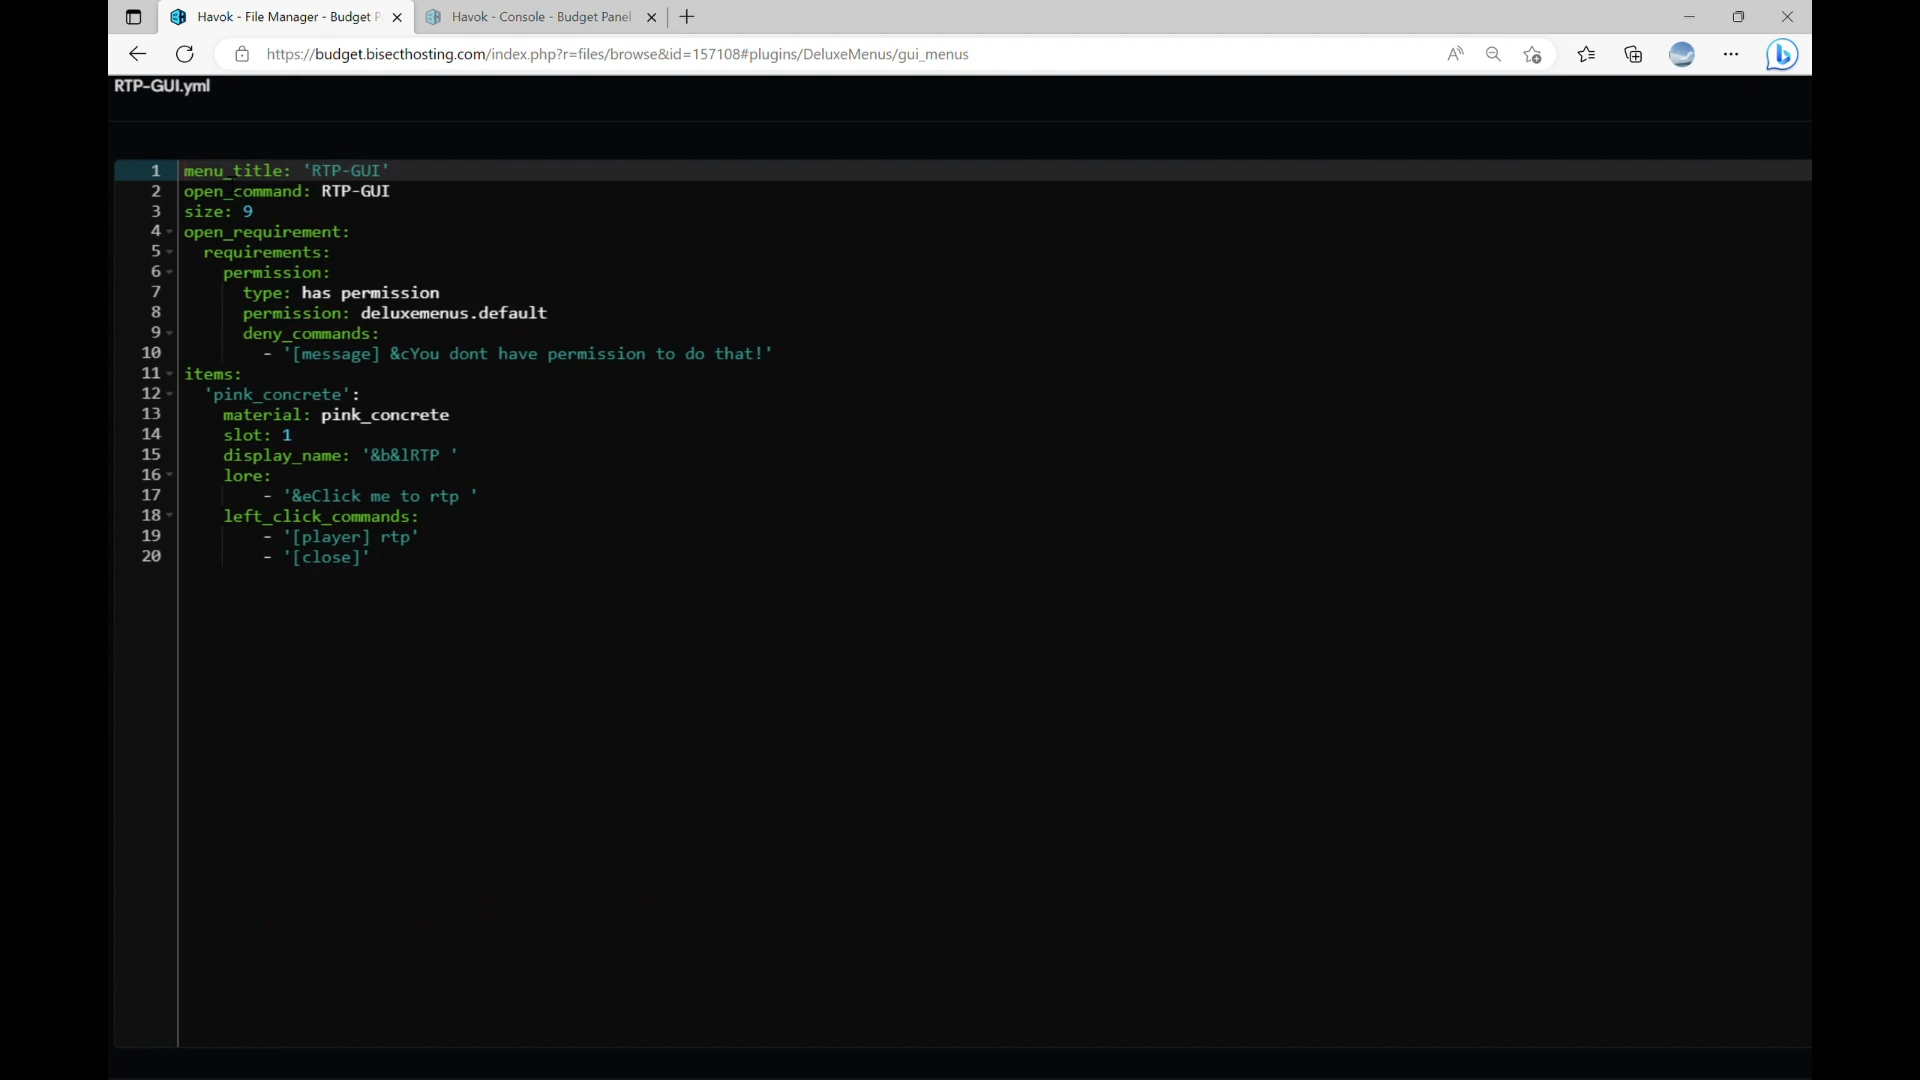 Havok - File Manager - Budget P
Havok - Console - Budget Panel
https://budget.bisecthosting.com/index.php?r=files/browse&id=157108#plugins/DeluxeMenus/gui_menus
RTP-GUI.yml
1 menu_title: 'RTP-GUI'
2 open_command: RTP-GUI
3 size: 9
4 open_requirement:
5 requirements:
6 permission:
7 type: has permission
8 permission: deluxemenus.default
9 deny_commands:
10 - '[message] &cYou dont have permission to do that!'
11 items:
12 'pink_concrete':
13 material: pink_concrete
14 slot: 1
15 display_name: '&b&lRTP '
16 lore:
17 - '&eClick me to rtp '
18 left_click_commands:
19 - '[player] rtp'
20 - '[close]'